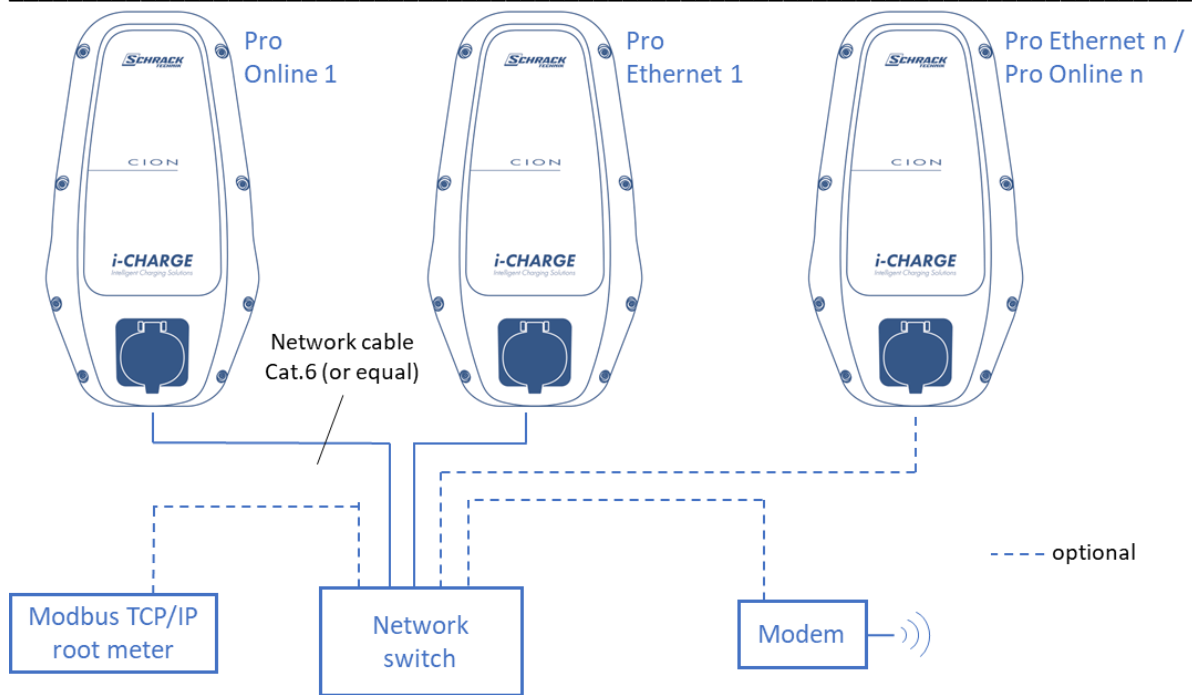 Pro
Online 1
Pro
Ethernet 1
Pro Ethernet n /
Pro Online n
SCHRACK
TECHNIK
SCHRACK
TECHNIK
SCHRACK
TECHNIK
CION
CION
CION
i-CHARGE
Intelligent Charging Solutions
i-CHARGE
Intelligent Charging Solutions
i-CHARGE
Intelligent Charging Solutions
Network cable
Cat.6 (or equal)
optional
Modbus TCP/IP
root meter
Network
switch
Modem